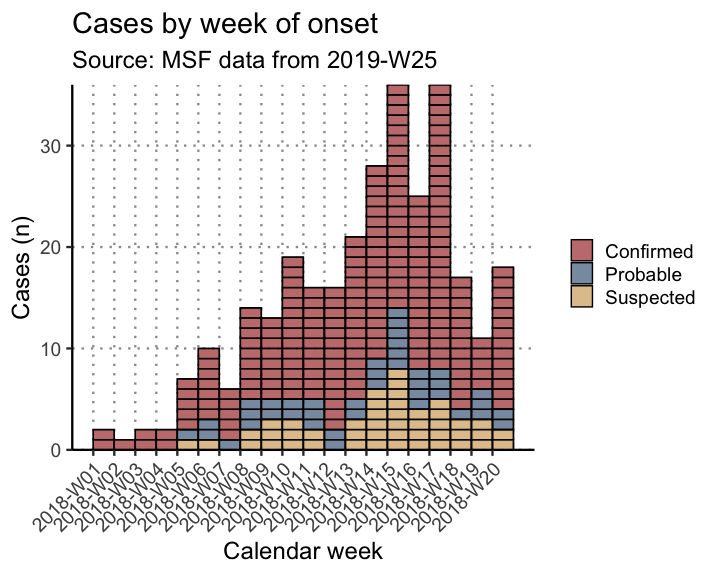 Cases by week of onset
Source: MSF data from 2019-W25
Cases (n)
30
20
10
0
2018-W01
2018-W02
2018-W03
2018-W04
2018-W05
2018-W06
2018-W07
2018-W08
2018-W09
2018-W10
2018-W11
2018-W12
2018-W13
2018-W14
2018-W15
2018-W16
2018-W17
2018-W18
2018-W19
2018-W20
Calendar week
Confirmed
Probable
Suspected